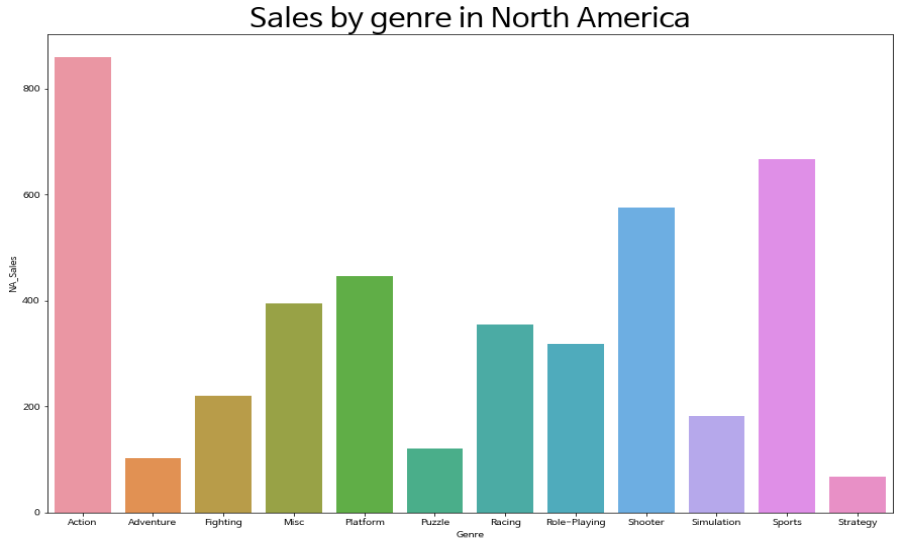 Sales by genre in North America
800
600
400
200
0
NA_Sales
Action Adventure Fighting Misc Platform Puzzle Racing Role-Playing Shooter Simulation Sports Strategy
Genre